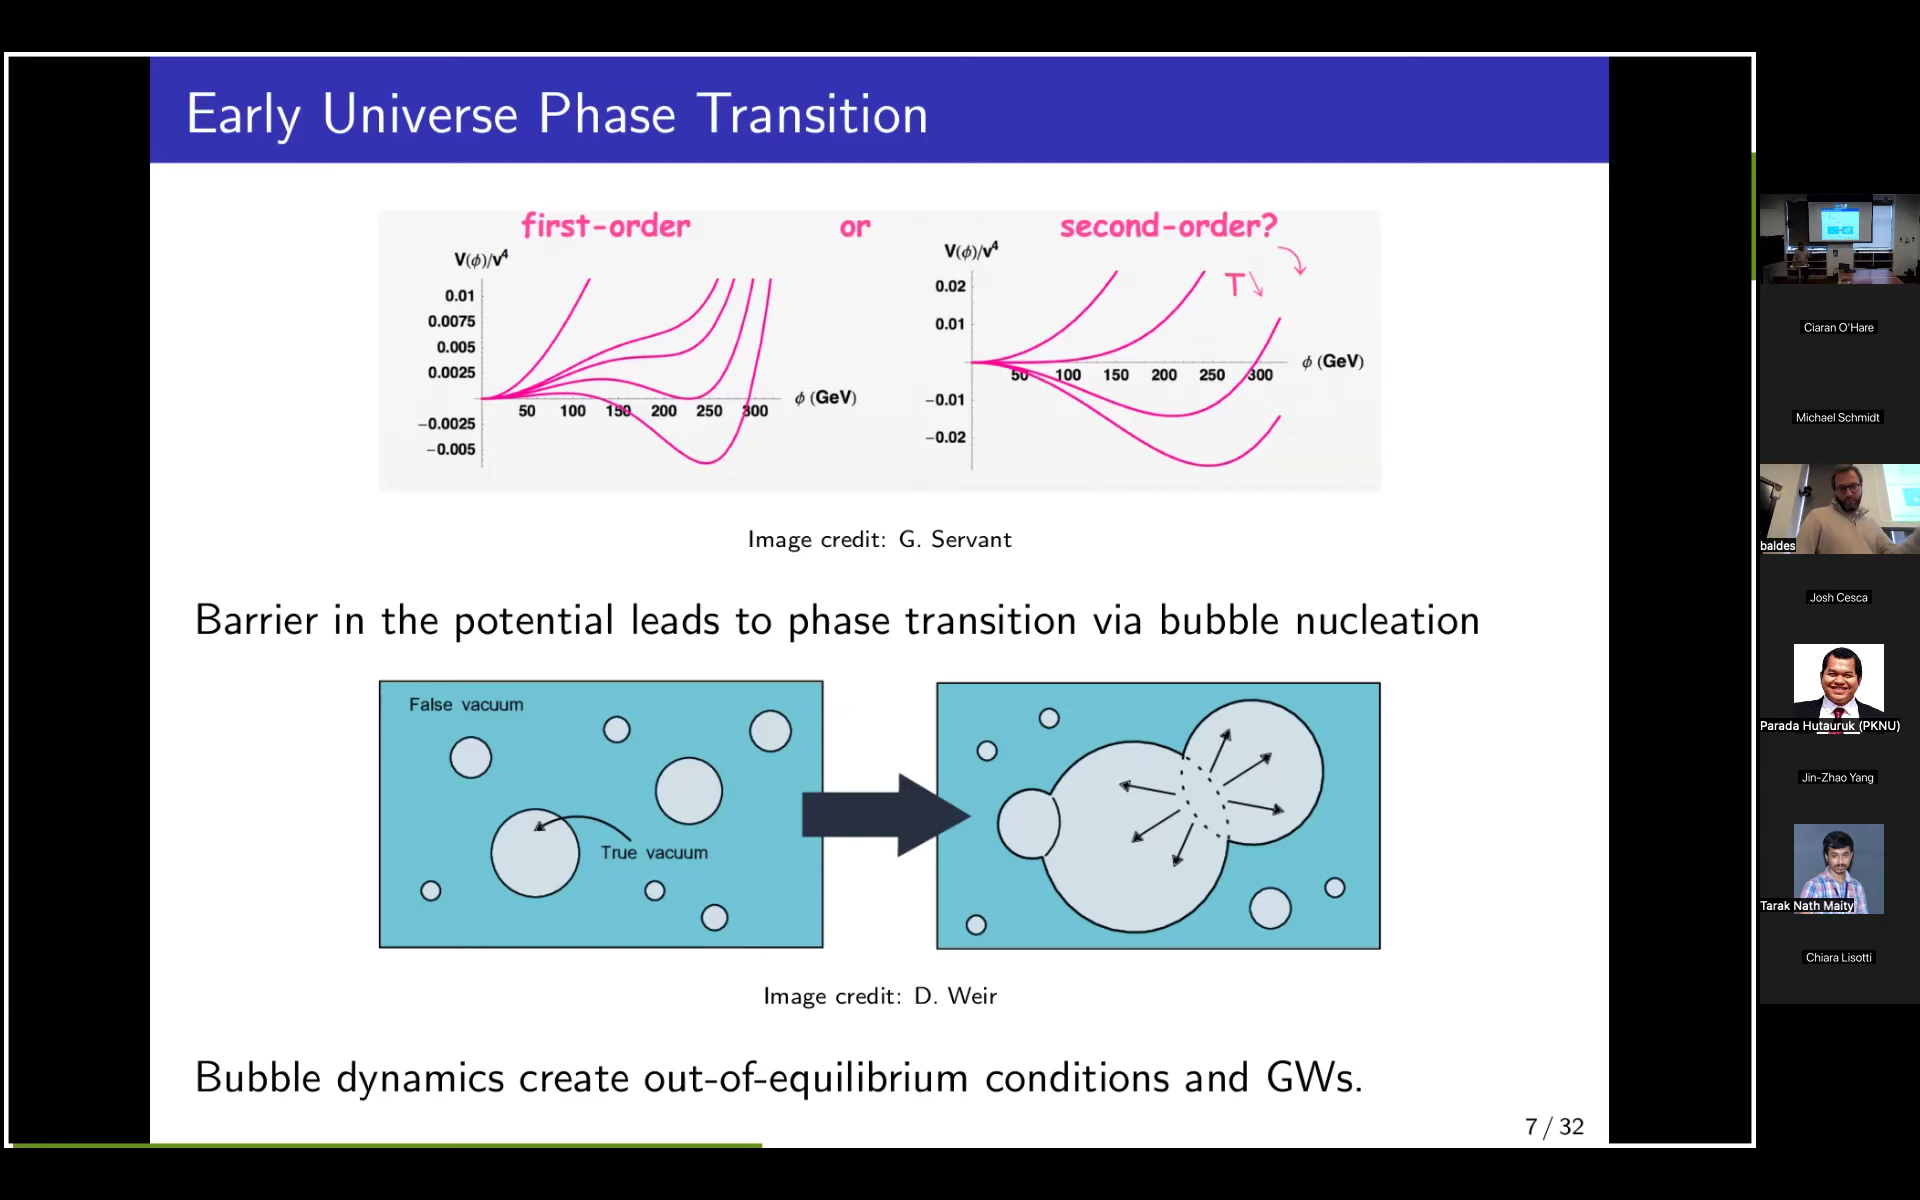 Early Universe Phase Transition
first-order or second-order?
V(ϕ)/v⁴
0.01
0.0075
0.005
0.0025
−0.0025
−0.005
50 100 150 200 250 300
ϕ (GeV)
V(ϕ)/v⁴
T↘
0.02
0.01
−0.01
−0.02
50 100 150 200 250 300
ϕ (GeV)
Image credit: G. Servant
Barrier in the potential leads to phase transition via bubble nucleation
False vacuum
True vacuum
Image credit: D. Weir
Bubble dynamics create out-of-equilibrium conditions and GWs.
7 / 32
Ciaran O'Hare
Michael Schmidt
baldes
Josh Cesca
Parada Hutauruk (PKNU)
Jin-Zhao Yang
Tarak Nath Maity
Chiara Lisotti